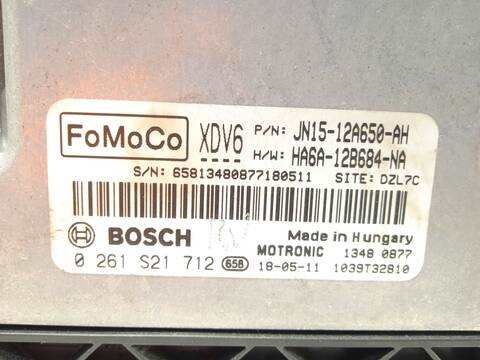 FoMoCo XDV6 P/N: JN15-12A650-AH
H/W: HA6A-12B684-NA
S/N: 65813480877180511 SITE: DZL7C
BOSCH Made in Hungary
MOTRONIC 1348 0877
0 261 S21 712 658 18-05-11 1039T32810